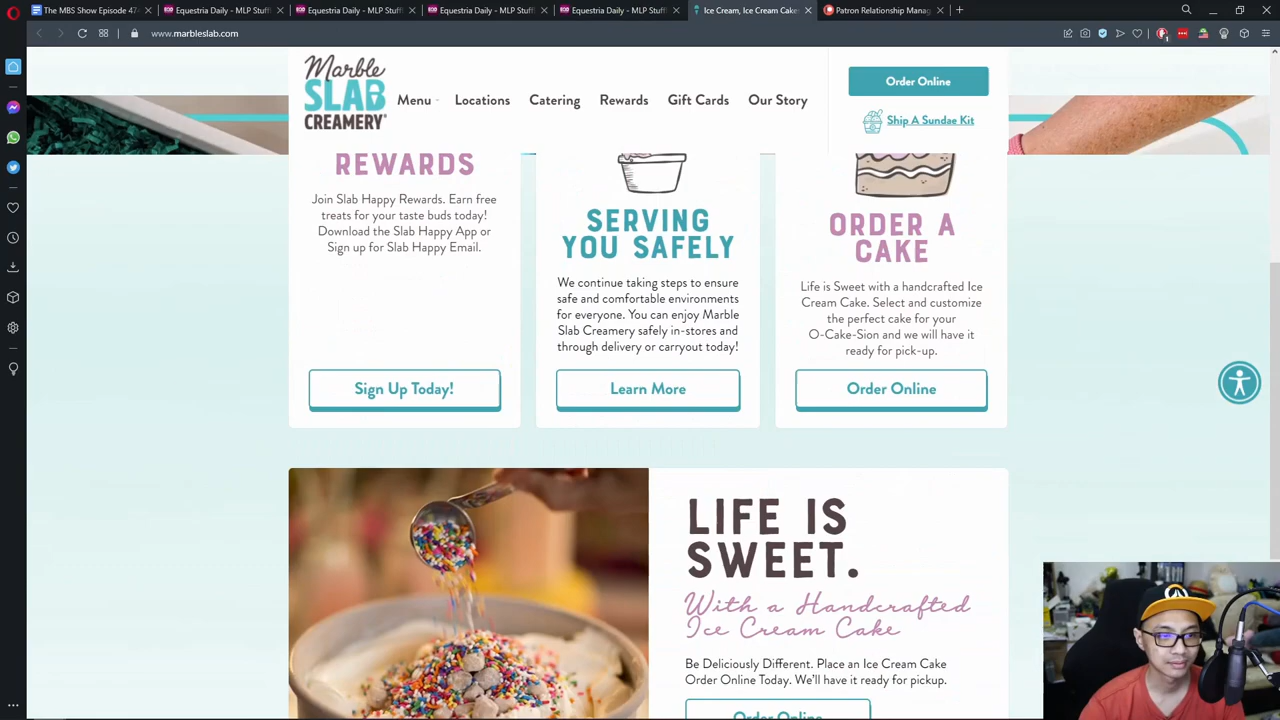 The MBS Show Episode 474-
Equestria Daily - MLP Stuff!
Equestria Daily - MLP Stuff!
Equestria Daily - MLP Stuff!
Equestria Daily - MLP Stuff!
Ice Cream, Ice Cream Cake
Patron Relationship Manag
www.marbleslab.com
Marble
SLAB
CREAMERY
Menu
Locations
Catering
Rewards
Gift Cards
Our Story
Order Online
Ship A Sundae Kit
REWARDS
Join Slab Happy Rewards. Earn free
treats for your taste buds today!
Download the Slab Happy App or
Sign up for Slab Happy Email.
Sign Up Today!
SERVING
YOU SAFELY
We continue taking steps to ensure
safe and comfortable environments
for everyone. You can enjoy Marble
Slab Creamery safely in-stores and
through delivery or carryout today!
Learn More
ORDER A
CAKE
Life is Sweet with a handcrafted Ice
Cream Cake. Select and customize
the perfect cake for your
O-Cake-Sion and we will have it
ready for pick-up.
Order Online
LIFE IS
SWEET.
With a Handcrafted
Ice Cream Cake
Be Deliciously Different. Place an Ice Cream Cake
Order Online Today. We'll have it ready for pickup.
Order Online